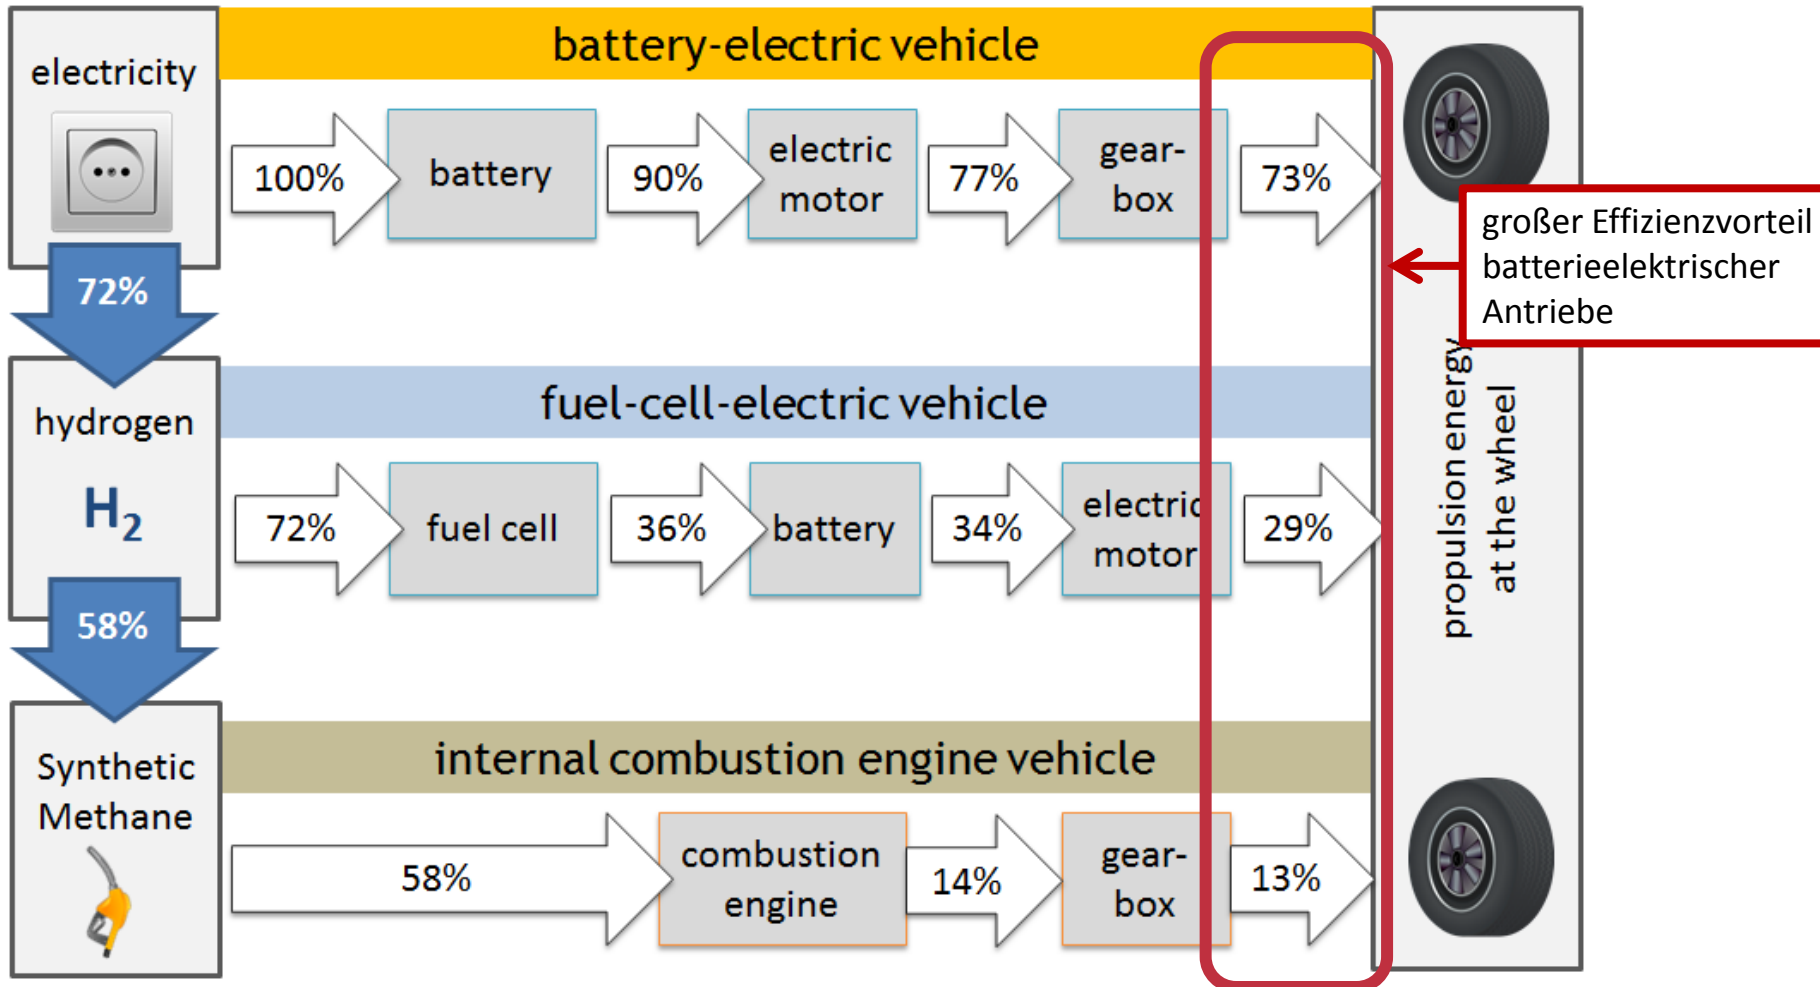 battery-electric vehicle
electricity
100%
battery
90%
electric
motor
77%
gear-
box
73%
großer Effizienzvorteil
batterieelektrischer
Antriebe
72%
fuel-cell-electric vehicle
hydrogen
H₂
72%
fuel cell
36%
battery
34%
electric
motor
29%
propulsion energy
at the wheel
58%
internal combustion engine vehicle
Synthetic
Methane
58%
combustion
engine
14%
gear-
box
13%